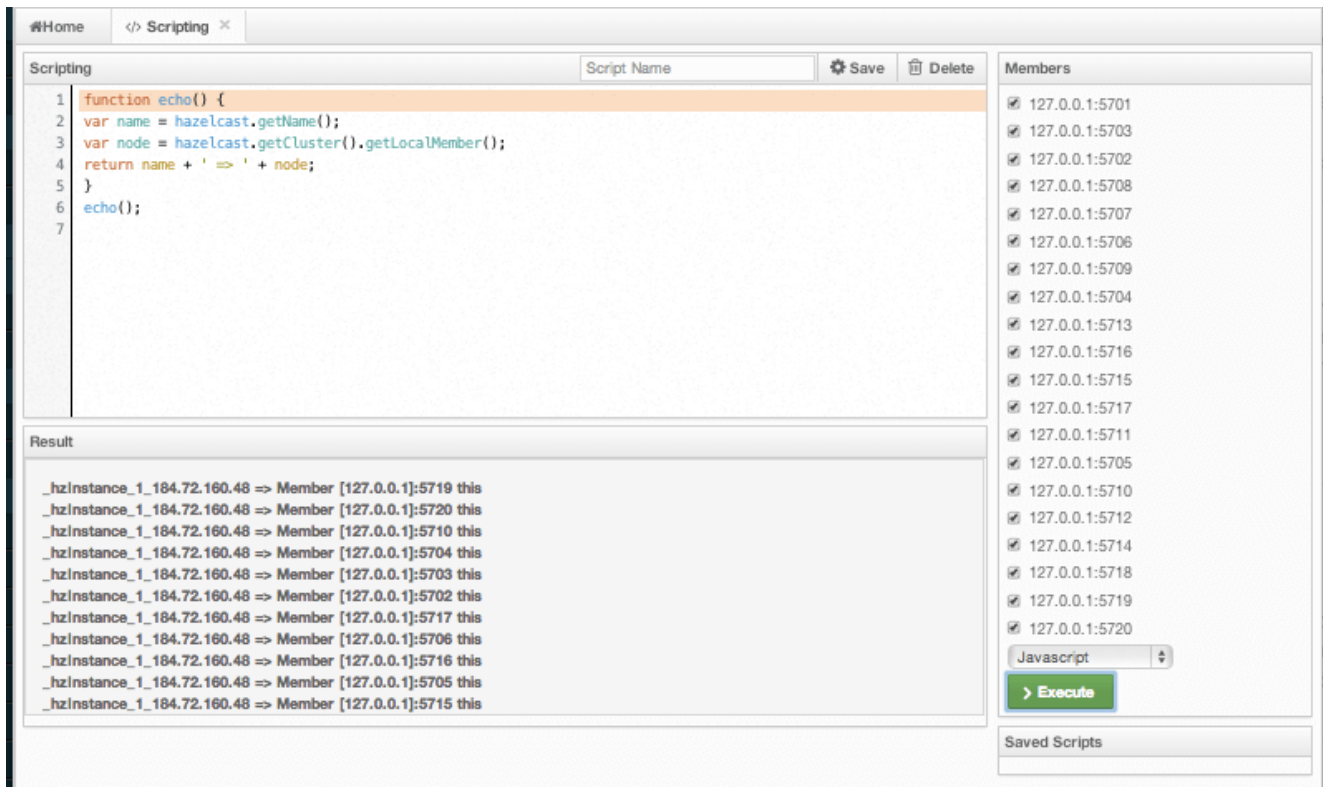 Home </> Scripting ×
Scripting Script Name Save Delete
1 function echo() {
2 var name = hazelcast.getName();
3 var node = hazelcast.getCluster().getLocalMember();
4 return name + ' => ' + node;
5 }
6 echo();
7
Result
_hzInstance_1_184.72.160.48 => Member [127.0.0.1]:5719 this
_hzInstance_1_184.72.160.48 => Member [127.0.0.1]:5720 this
_hzInstance_1_184.72.160.48 => Member [127.0.0.1]:5710 this
_hzInstance_1_184.72.160.48 => Member [127.0.0.1]:5704 this
_hzInstance_1_184.72.160.48 => Member [127.0.0.1]:5703 this
_hzInstance_1_184.72.160.48 => Member [127.0.0.1]:5702 this
_hzInstance_1_184.72.160.48 => Member [127.0.0.1]:5717 this
_hzInstance_1_184.72.160.48 => Member [127.0.0.1]:5706 this
_hzInstance_1_184.72.160.48 => Member [127.0.0.1]:5716 this
_hzInstance_1_184.72.160.48 => Member [127.0.0.1]:5705 this
_hzInstance_1_184.72.160.48 => Member [127.0.0.1]:5715 this
Members
127.0.0.1:5701
127.0.0.1:5703
127.0.0.1:5702
127.0.0.1:5708
127.0.0.1:5707
127.0.0.1:5706
127.0.0.1:5709
127.0.0.1:5704
127.0.0.1:5713
127.0.0.1:5716
127.0.0.1:5715
127.0.0.1:5717
127.0.0.1:5711
127.0.0.1:5705
127.0.0.1:5710
127.0.0.1:5712
127.0.0.1:5714
127.0.0.1:5718
127.0.0.1:5719
127.0.0.1:5720
Javascript
> Execute
Saved Scripts